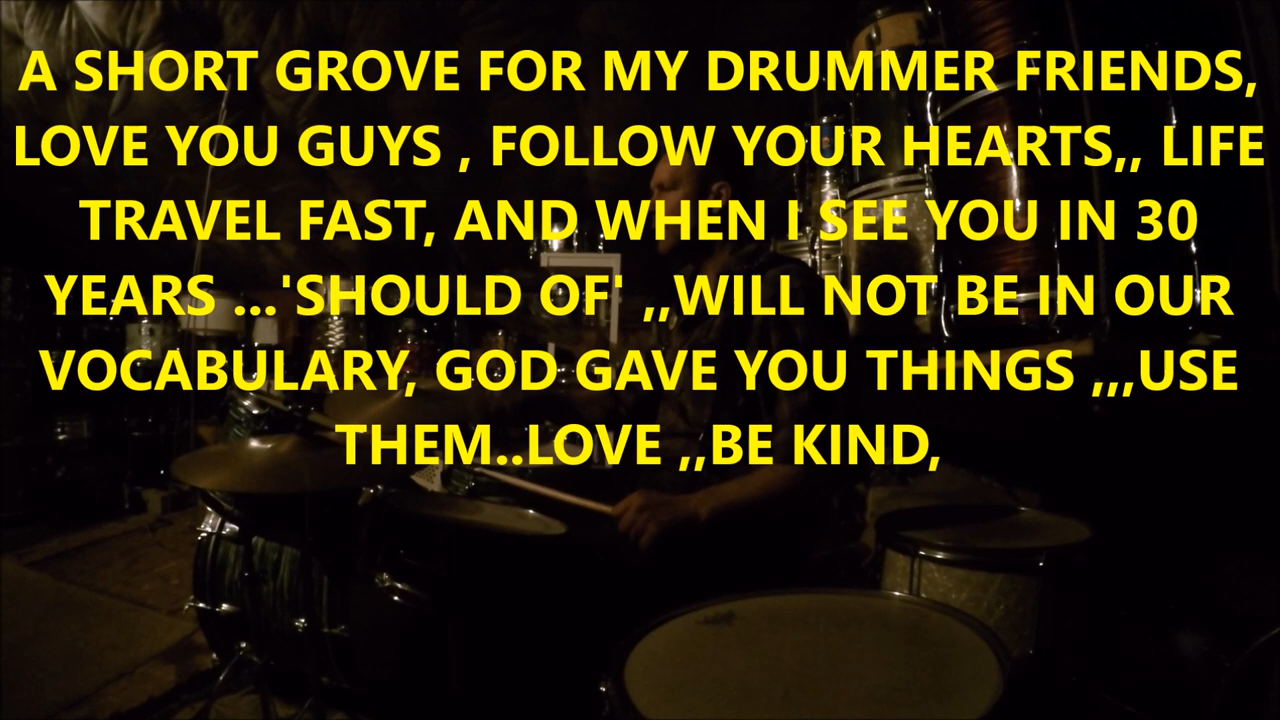 A SHORT GROVE FOR MY DRUMMER FRIENDS,
LOVE YOU GUYS , FOLLOW YOUR HEARTS,, LIFE
TRAVEL FAST, AND WHEN I SEE YOU IN 30
YEARS ...'SHOULD OF' ,,WILL NOT BE IN OUR
VOCABULARY, GOD GAVE YOU THINGS ,,,USE
THEM..LOVE ,,BE KIND,